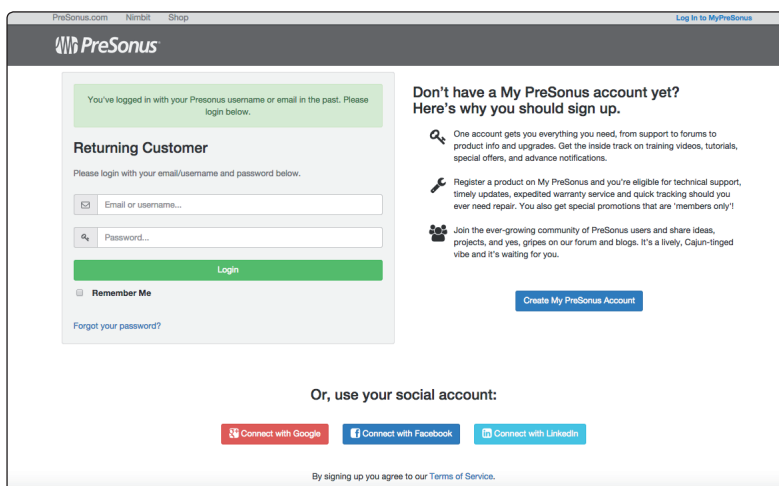 PreSonus.com Nimbit Shop Log In to MyPreSonus
PreSonus
You've logged in with your Presonus username or email in the past. Please
login below.
Returning Customer
Please login with your email/username and password below.
Email or username...
Password...
Login
Remember Me
Forgot your password?
Don't have a My PreSonus account yet?
Here's why you should sign up.
One account gets you everything you need, from support to forums to
product info and upgrades. Get the inside track on training videos, tutorials,
special offers, and advance notifications.
Register a product on My PreSonus and you're eligible for technical support,
timely updates, expedited warranty service and quick tracking should you
ever need repair. You also get special promotions that are 'members only'!
Join the ever-growing community of PreSonus users and share ideas,
projects, and yes, gripes on our forum and blogs. It's a lively, Cajun-tinged
vibe and it's waiting for you.
Create My PreSonus Account
Or, use your social account:
Connect with Google
Connect with Facebook
Connect with LinkedIn
By signing up you agree to our Terms of Service.